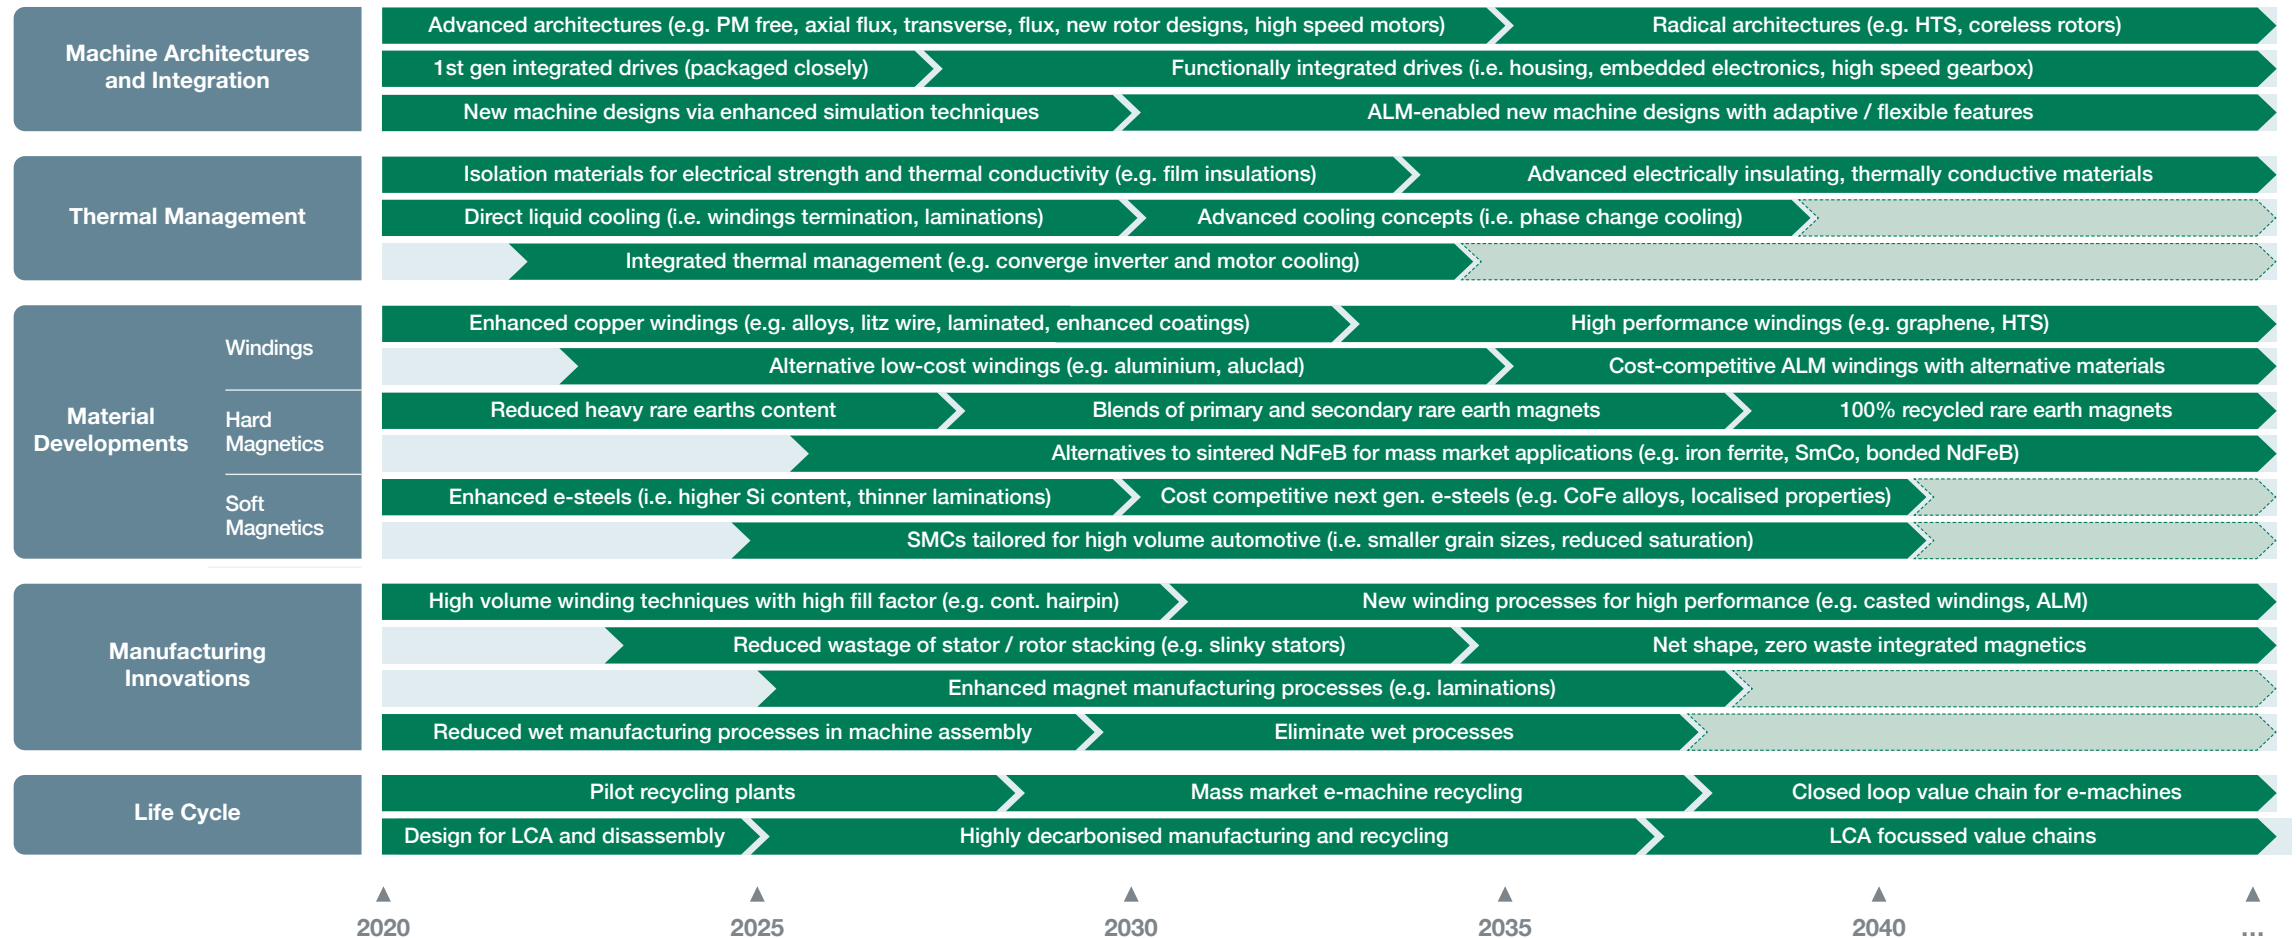 Machine Architectures
and Integration
Advanced architectures (e.g. PM free, axial flux, transverse, flux, new rotor designs, high speed motors)
Radical architectures (e.g. HTS, coreless rotors)
1st gen integrated drives (packaged closely)
Functionally integrated drives (i.e. housing, embedded electronics, high speed gearbox)
New machine designs via enhanced simulation techniques
ALM-enabled new machine designs with adaptive / flexible features
Thermal Management
Isolation materials for electrical strength and thermal conductivity (e.g. film insulations)
Advanced electrically insulating, thermally conductive materials
Direct liquid cooling (i.e. windings termination, laminations)
Advanced cooling concepts (i.e. phase change cooling)
Integrated thermal management (e.g. converge inverter and motor cooling)
Material
Developments
Windings
Enhanced copper windings (e.g. alloys, litz wire, laminated, enhanced coatings)
High performance windings (e.g. graphene, HTS)
Alternative low-cost windings (e.g. aluminium, aluclad)
Cost-competitive ALM windings with alternative materials
Hard
Magnetics
Reduced heavy rare earths content
Blends of primary and secondary rare earth magnets
100% recycled rare earth magnets
Alternatives to sintered NdFeB for mass market applications (e.g. iron ferrite, SmCo, bonded NdFeB)
Soft
Magnetics
Enhanced e-steels (i.e. higher Si content, thinner laminations)
Cost competitive next gen. e-steels (e.g. CoFe alloys, localised properties)
SMCs tailored for high volume automotive (i.e. smaller grain sizes, reduced saturation)
Manufacturing
Innovations
High volume winding techniques with high fill factor (e.g. cont. hairpin)
New winding processes for high performance (e.g. casted windings, ALM)
Reduced wastage of stator / rotor stacking (e.g. slinky stators)
Net shape, zero waste integrated magnetics
Enhanced magnet manufacturing processes (e.g. laminations)
Reduced wet manufacturing processes in machine assembly
Eliminate wet processes
Life Cycle
Pilot recycling plants
Mass market e-machine recycling
Closed loop value chain for e-machines
Design for LCA and disassembly
Highly decarbonised manufacturing and recycling
LCA focussed value chains
2020
2025
2030
2035
2040
...